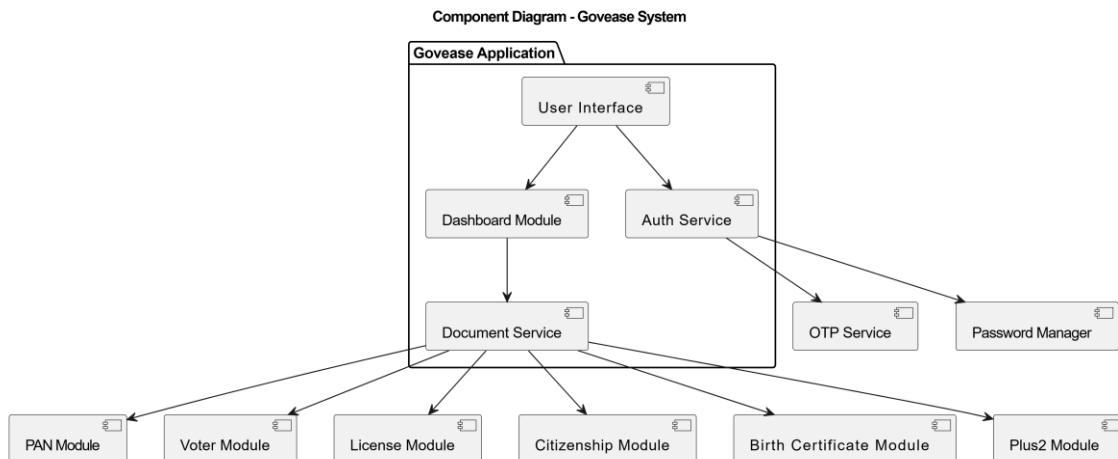 Component Diagram - Govease System
Govease Application
User Interface
Dashboard Module
Auth Service
Document Service
OTP Service
Password Manager
PAN Module
Voter Module
License Module
Citizenship Module
Birth Certificate Module
Plus2 Module